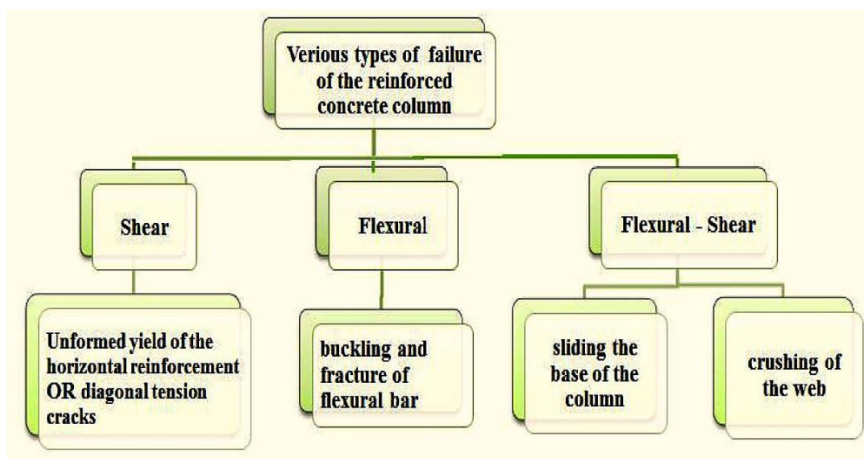 Verious types of failure
of the reinforced
concrete column
Shear
Flexural
Flexural - Shear
Unformed yield of the
horizontal reinforcement
OR diagonal tension
cracks
buckling and
fracture of
flexural bar
sliding the
base of the
column
crushing of
the web